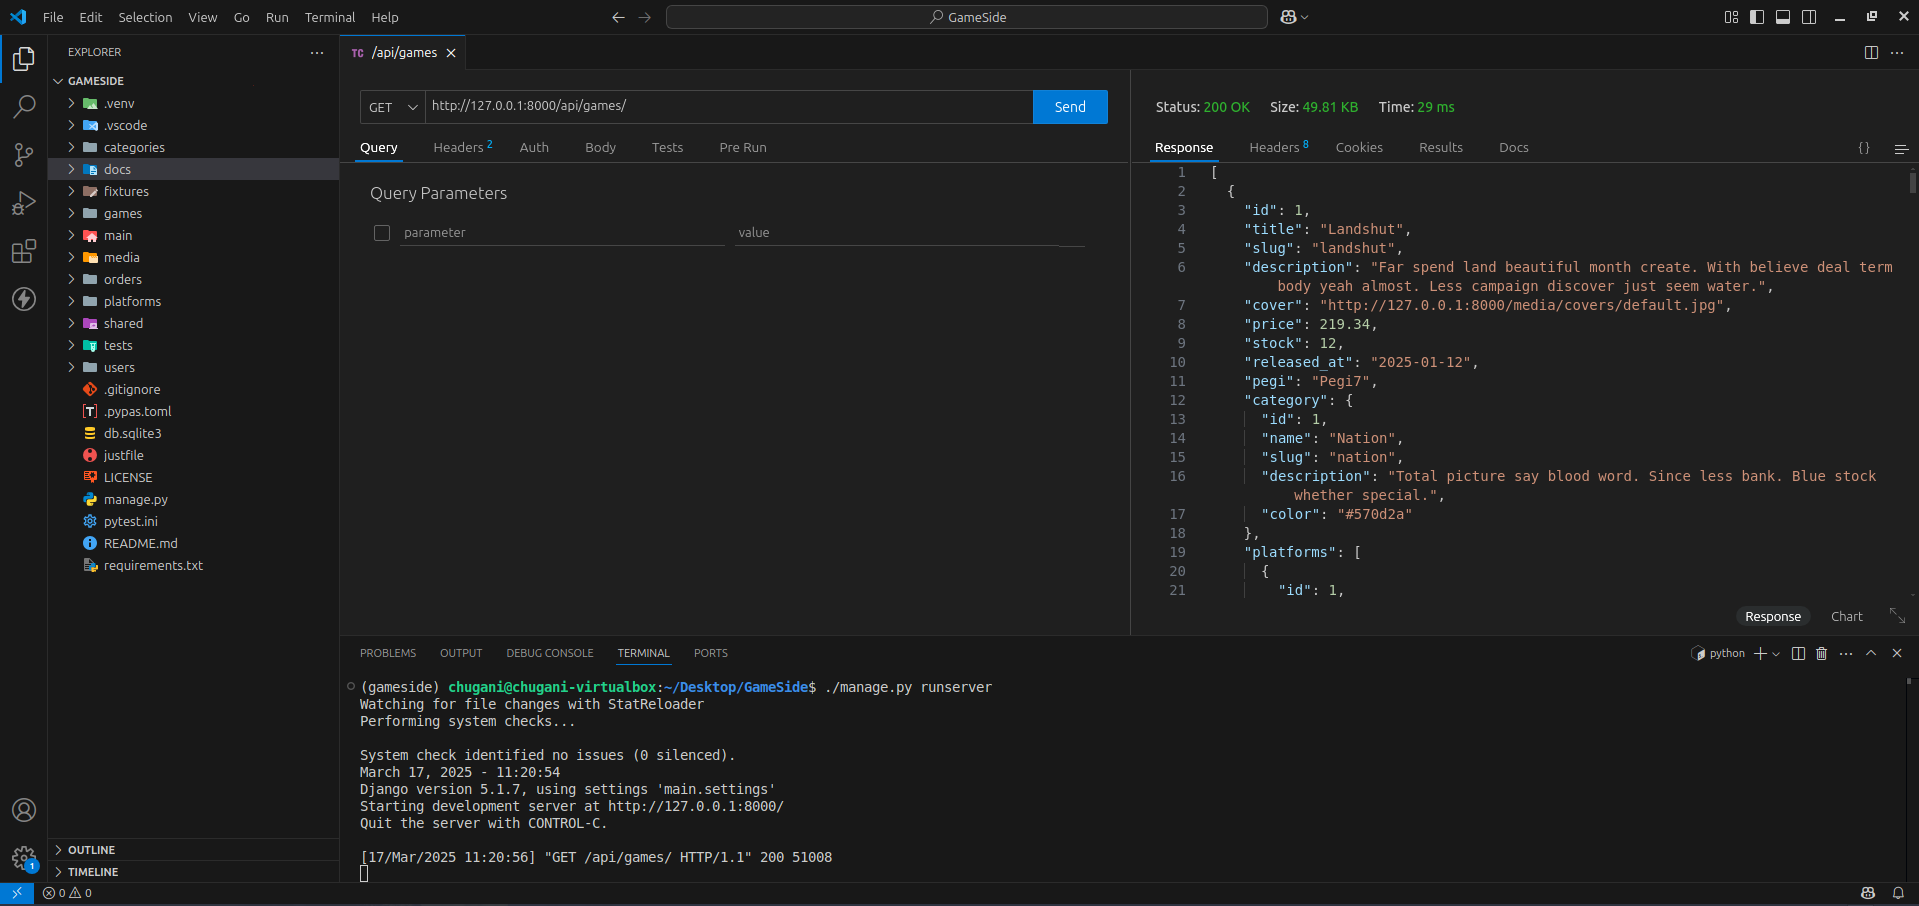 File Edit Selection View Go Run Terminal Help
GameSide
EXPLORER
GAMESIDE
.venv
.vscode
categories
docs
fixtures
games
main
media
orders
platforms
shared
tests
users
.gitignore
.pypas.toml
db.sqlite3
justfile
LICENSE
manage.py
pytest.ini
README.md
requirements.txt
OUTLINE
TIMELINE
1
0 0
TC /api/games
GET http://127.0.0.1:8000/api/games/ Send
Query Headers 2 Auth Body Tests Pre Run
Query Parameters
parameter value
Status: 200 OK Size: 49.81 KB Time: 29 ms
Response Headers 8 Cookies Results Docs {}
1 [
2 {
3 "id": 1,
4 "title": "Landshut",
5 "slug": "landshut",
6 "description": "Far spend land beautiful month create. With believe deal term
body yeah almost. Less campaign discover just seem water.",
7 "cover": "http://127.0.0.1:8000/media/covers/default.jpg",
8 "price": 219.34,
9 "stock": 12,
10 "released_at": "2025-01-12",
11 "pegi": "Pegi7",
12 "category": {
13 "id": 1,
14 "name": "Nation",
15 "slug": "nation",
16 "description": "Total picture say blood word. Since less bank. Blue stock
whether special.",
17 "color": "#570d2a"
18 },
19 "platforms": [
20 {
21 "id": 1,
Response Chart
PROBLEMS OUTPUT DEBUG CONSOLE TERMINAL PORTS
python
(gameside) chugani@chugani-virtualbox:~/Desktop/GameSide$ ./manage.py runserver
Watching for file changes with StatReloader
Performing system checks...
System check identified no issues (0 silenced).
March 17, 2025 - 11:20:54
Django version 5.1.7, using settings 'main.settings'
Starting development server at http://127.0.0.1:8000/
Quit the server with CONTROL-C.
[17/Mar/2025 11:20:56] "GET /api/games/ HTTP/1.1" 200 51008